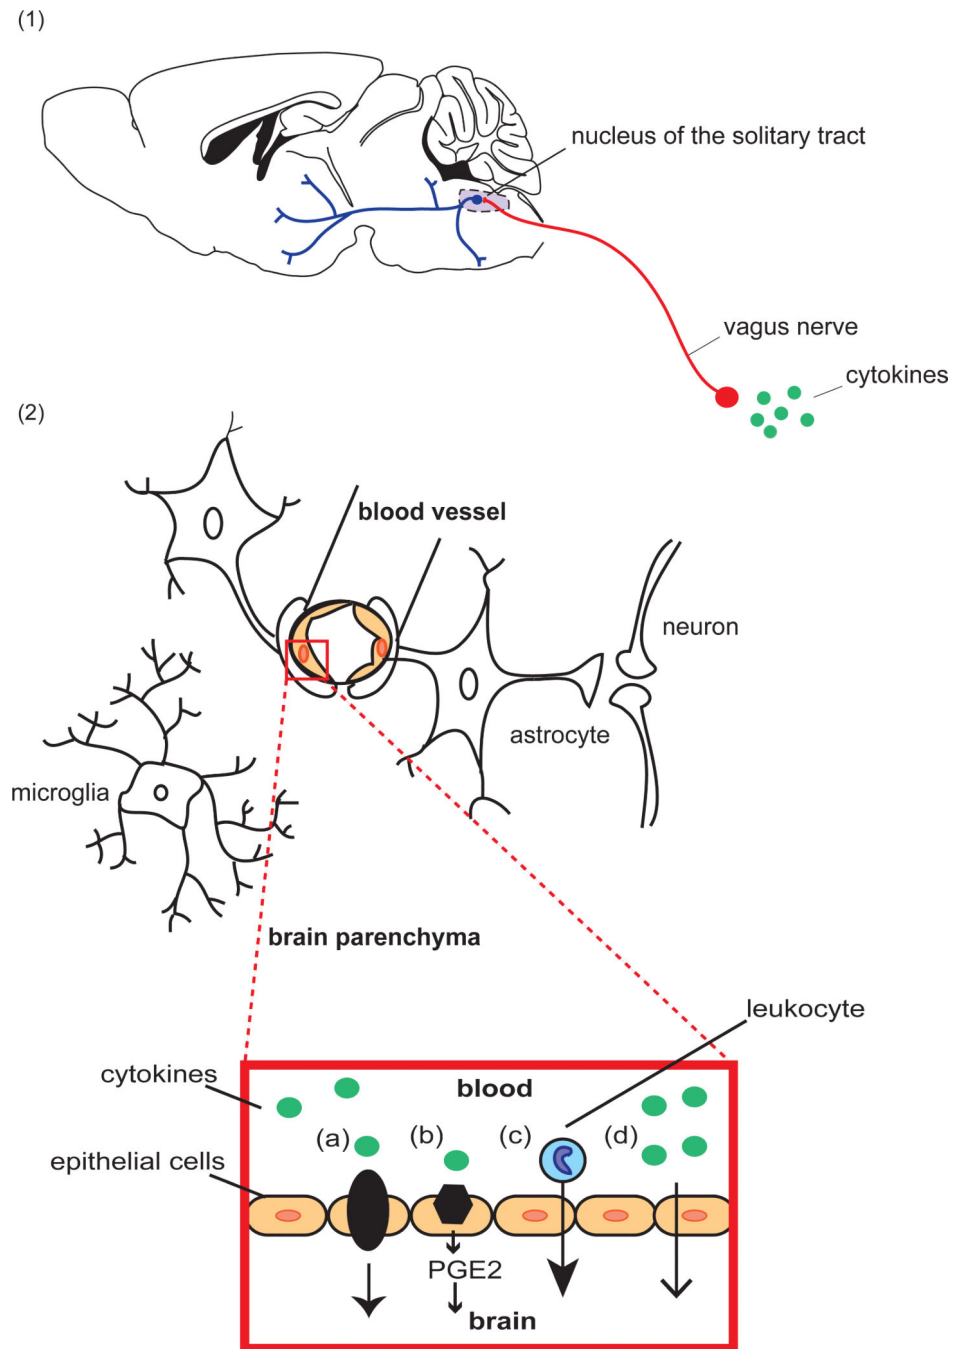 (1)
nucleus of the solitary tract
vagus nerve
cytokines
(2)
blood vessel
neuron
astrocyte
microglia
brain parenchyma
leukocyte
cytokines
blood
(a)
(b)
(c)
(d)
epithelial cells
PGE2
brain